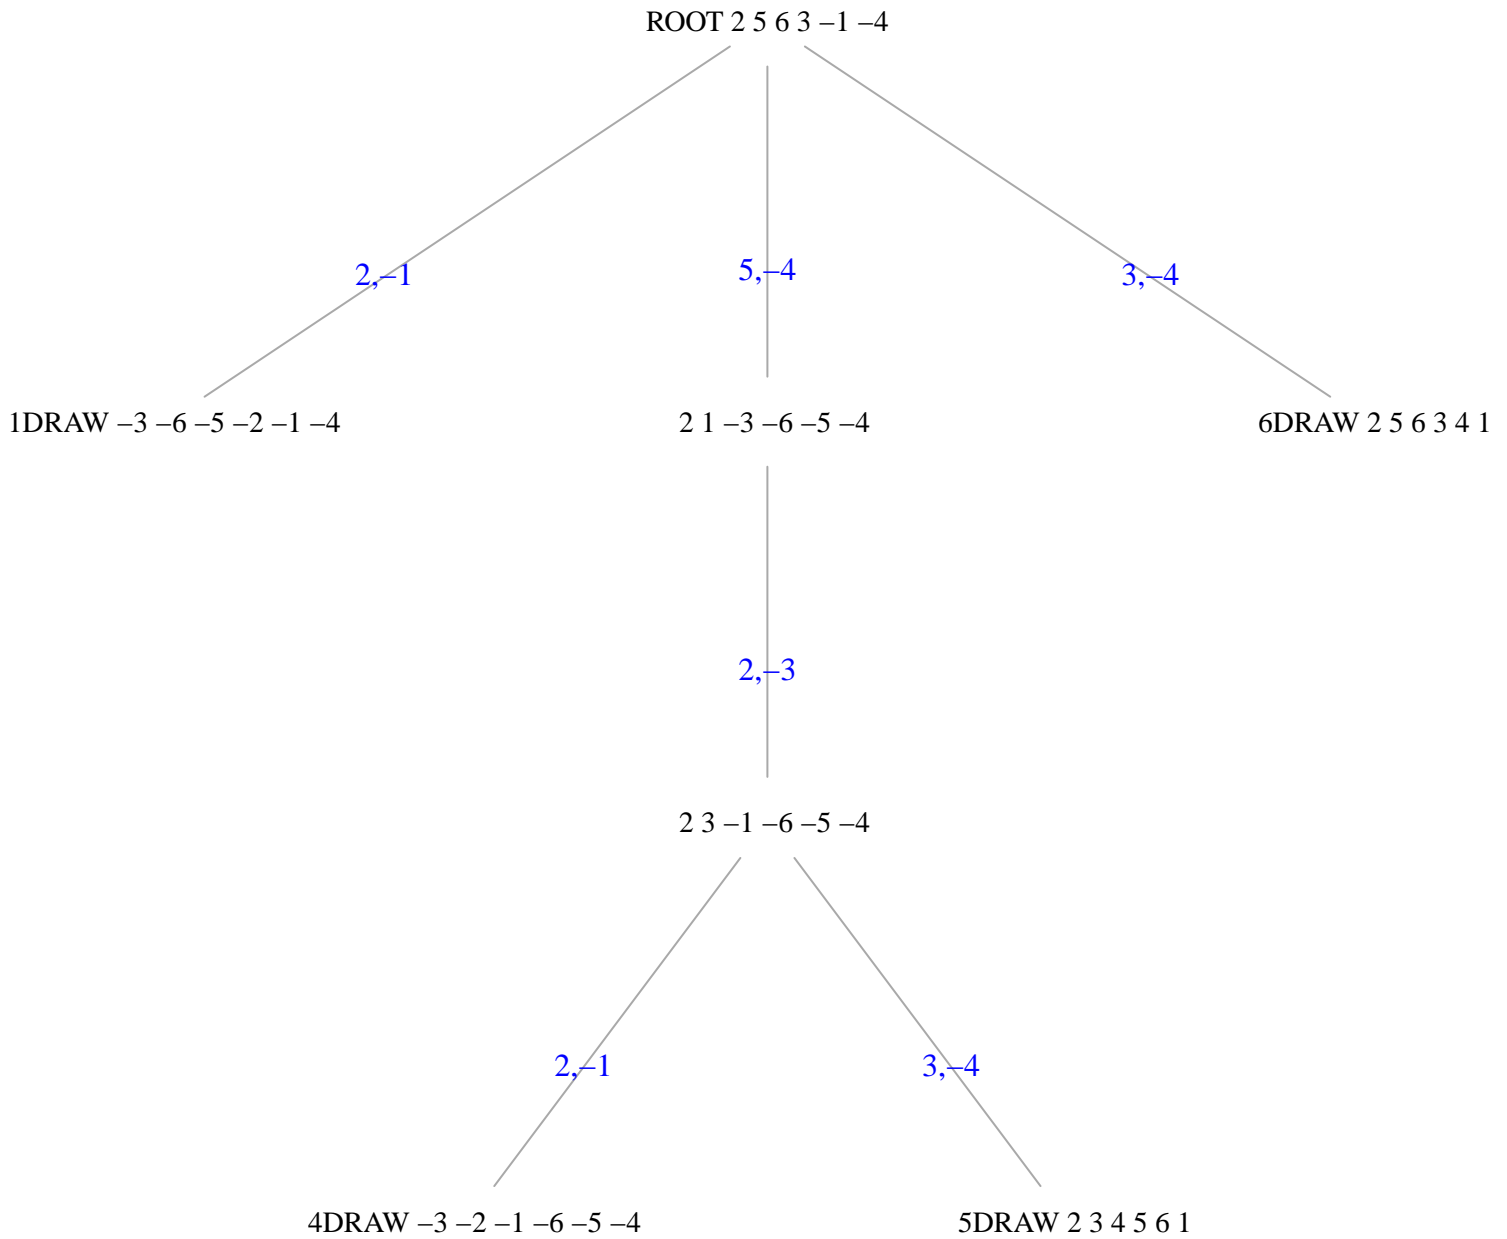 ROOT 2 5 6 3 –1 –4
2,–1
5,–4
3,–4
1DRAW –3 –6 –5 –2 –1 –4
2 1 –3 –6 –5 –4
6DRAW 2 5 6 3 4 1
2,–3
2 3 –1 –6 –5 –4
2,–1
3,–4
4DRAW –3 –2 –1 –6 –5 –4
5DRAW 2 3 4 5 6 1